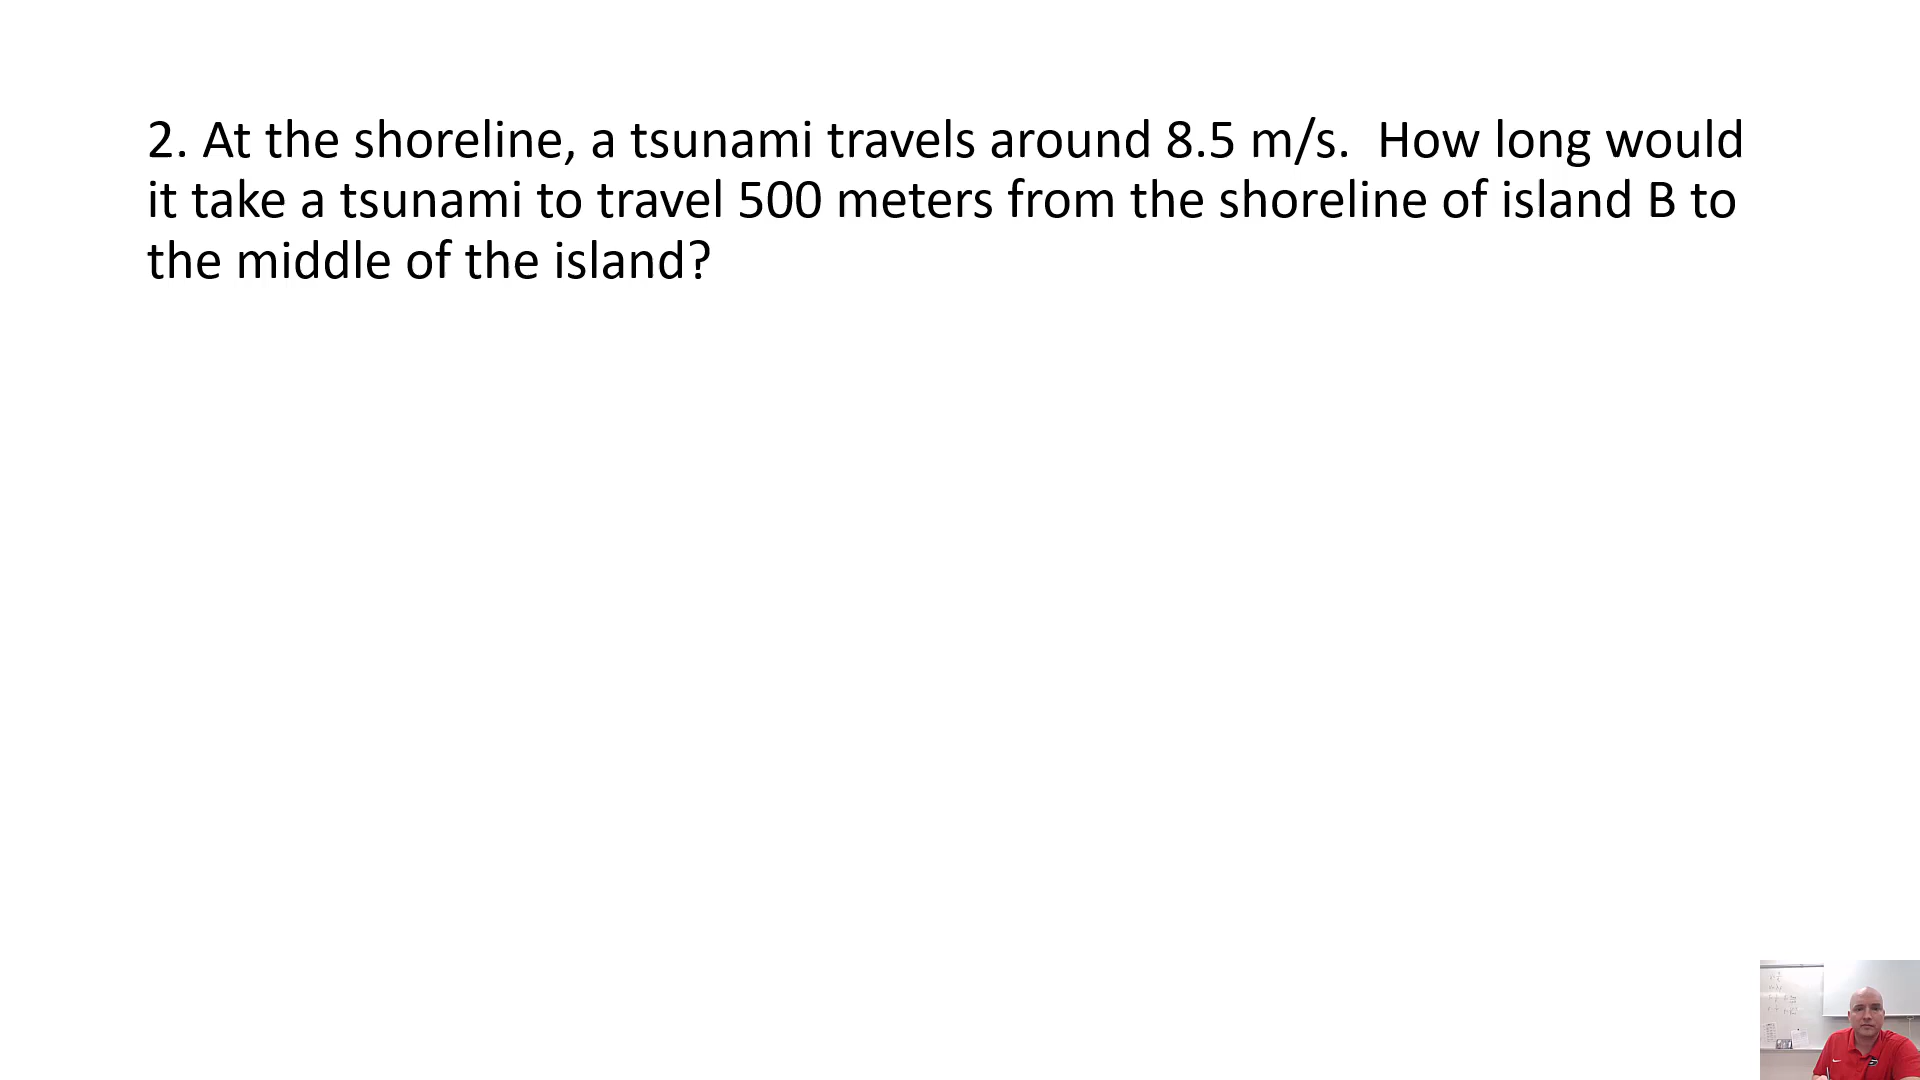 2. At the shoreline, a tsunami travels around 8.5 m/s.  How long would
it take a tsunami to travel 500 meters from the shoreline of island B to
the middle of the island?